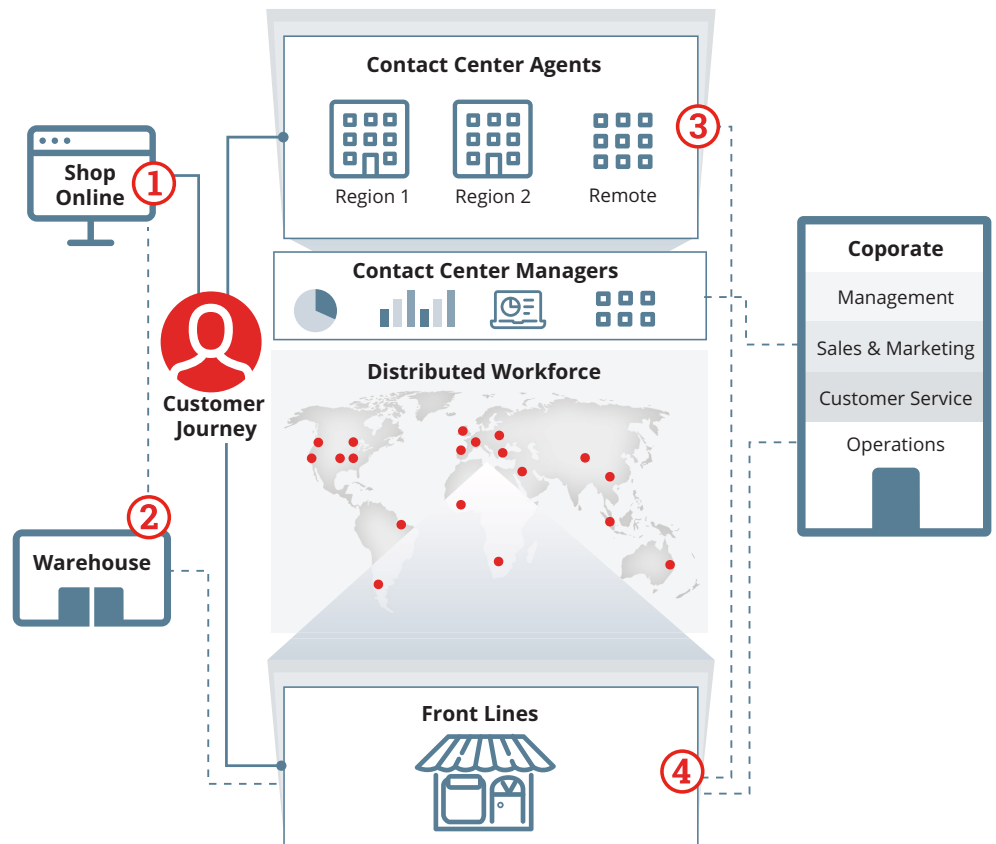 Contact Center Agents
3
Region 1
Region 2
Remote
Shop
Online
1
Contact Center Managers
Coporate
Management
Sales & Marketing
Customer Service
Operations
Distributed Workforce
Customer
Journey
2
Warehouse
Front Lines
4